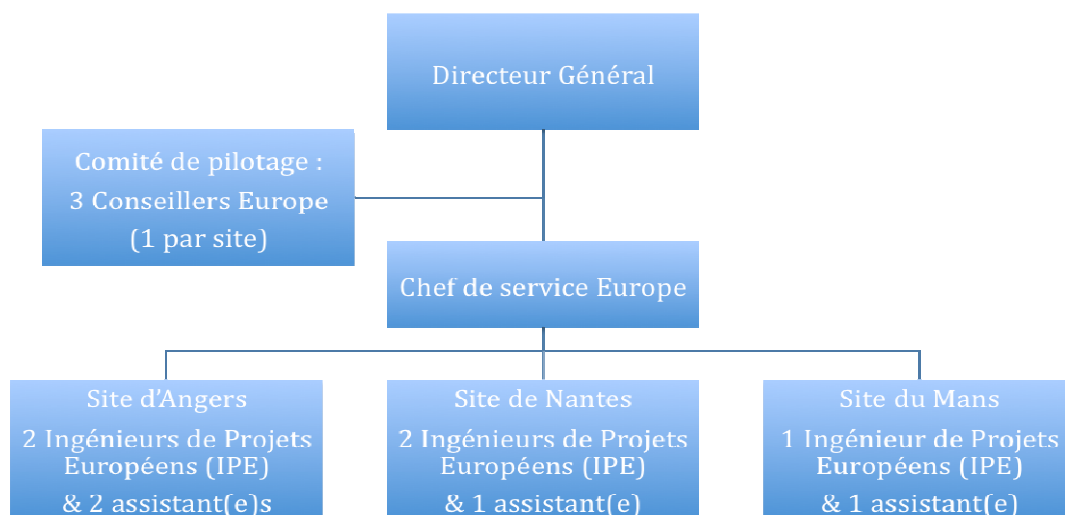 Directeur Général
Comité de pilotage :
3 Conseillers Europe
(1 par site)
Chef de service Europe
Site d'Angers
2 Ingénieurs de Projets
Européens (IPE)
& 2 assistant(e)s
Site de Nantes
2 Ingénieurs de Projets
Européens (IPE)
& 1 assistant(e)
Site du Mans
1 Ingénieur de Projets
Européens (IPE)
& 1 assistant(e)